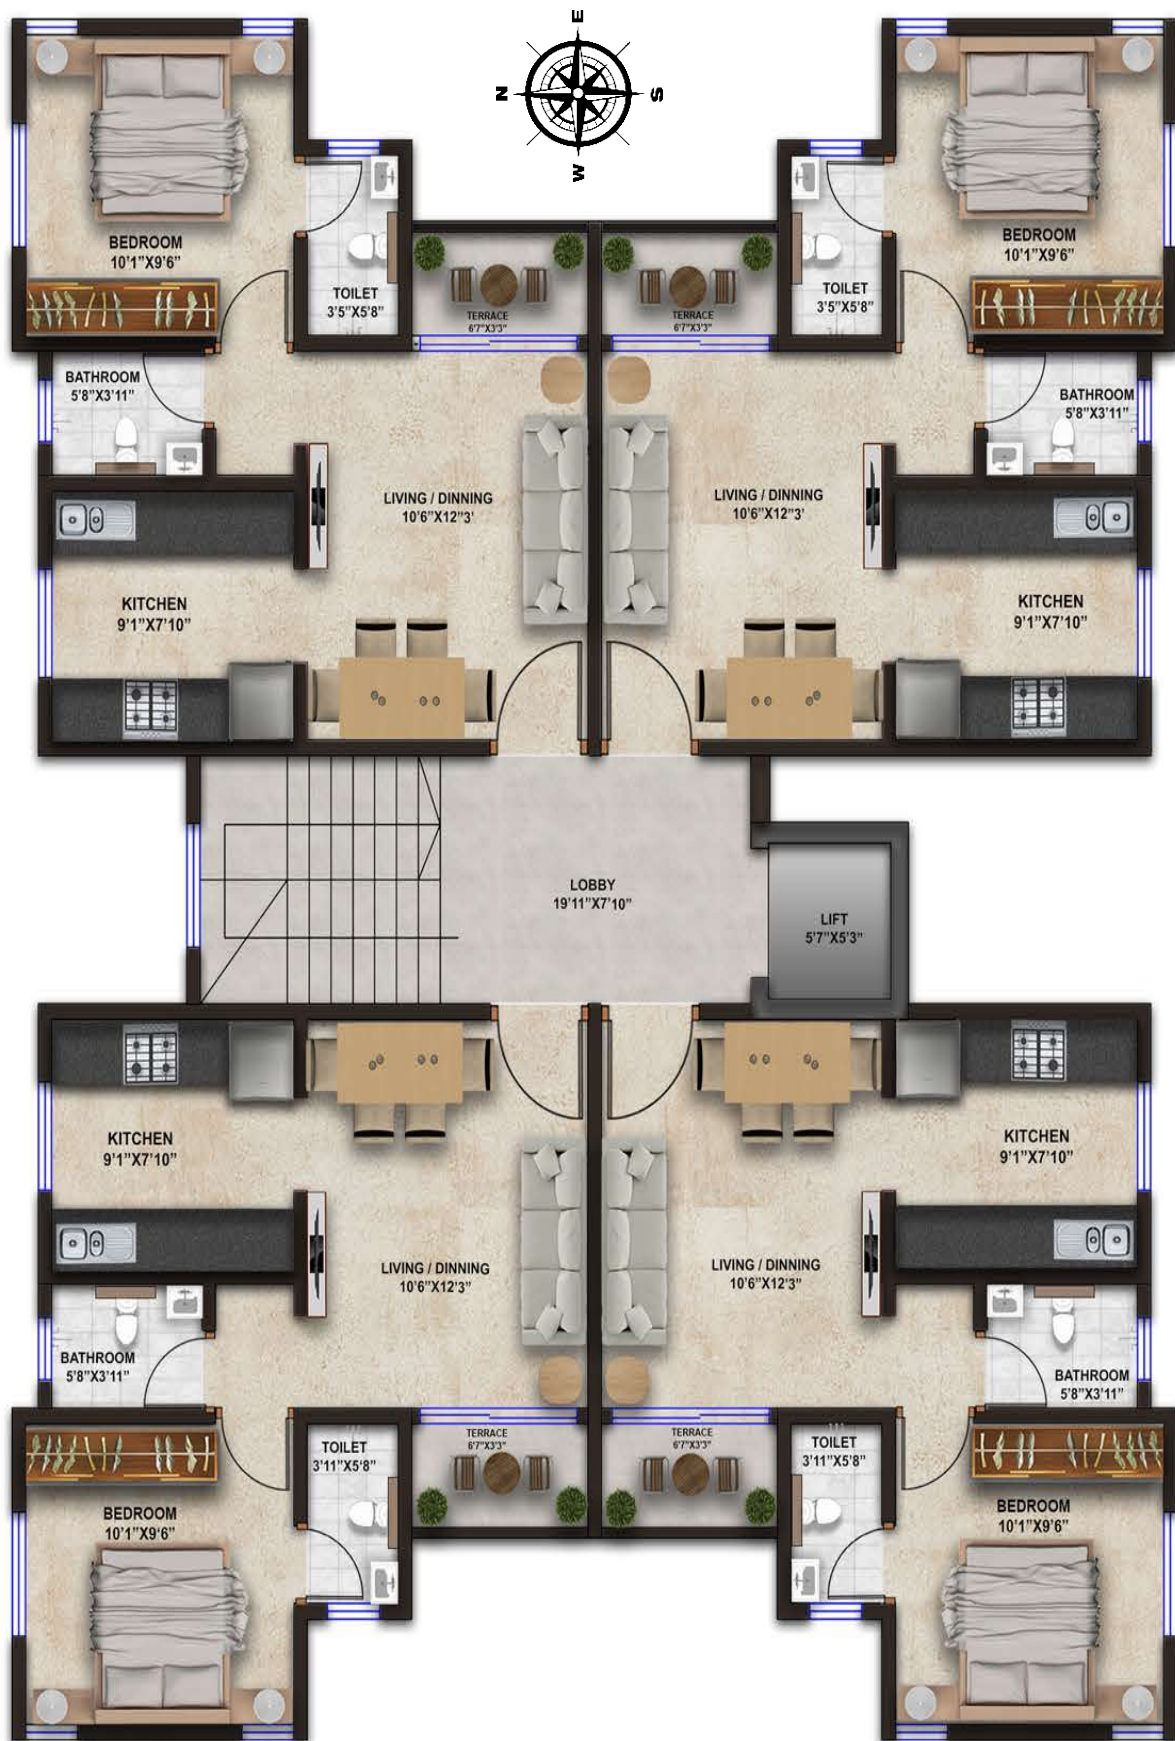 E
N
S
W
BEDROOM
10'1"X9'6"
BEDROOM
10'1"X9'6"
TOILET
3'5"X5'8"
TERRACE
6'7"X3'3"
TERRACE
6'7"X3'3"
TOILET
3'5"X5'8"
BATHROOM
5'8"X3'11"
BATHROOM
5'8"X3'11"
LIVING / DINNING
10'6"X12"3'
LIVING / DINNING
10'6"X12"3'
KITCHEN
9'1"X7'10"
KITCHEN
9'1"X7'10"
LOBBY
19'11"X7'10"
LIFT
5'7"X5'3"
KITCHEN
9'1"X7'10"
KITCHEN
9'1"X7'10"
LIVING / DINNING
10'6"X12'3"
LIVING / DINNING
10'6"X12'3"
BATHROOM
5'8"X3'11"
BATHROOM
5'8"X3'11"
TOILET
3'11"X5'8"
TERRACE
6'7"X3'3"
TERRACE
6'7"X3'3"
TOILET
3'11"X5'8"
BEDROOM
10'1"X9'6"
BEDROOM
10'1"X9'6"